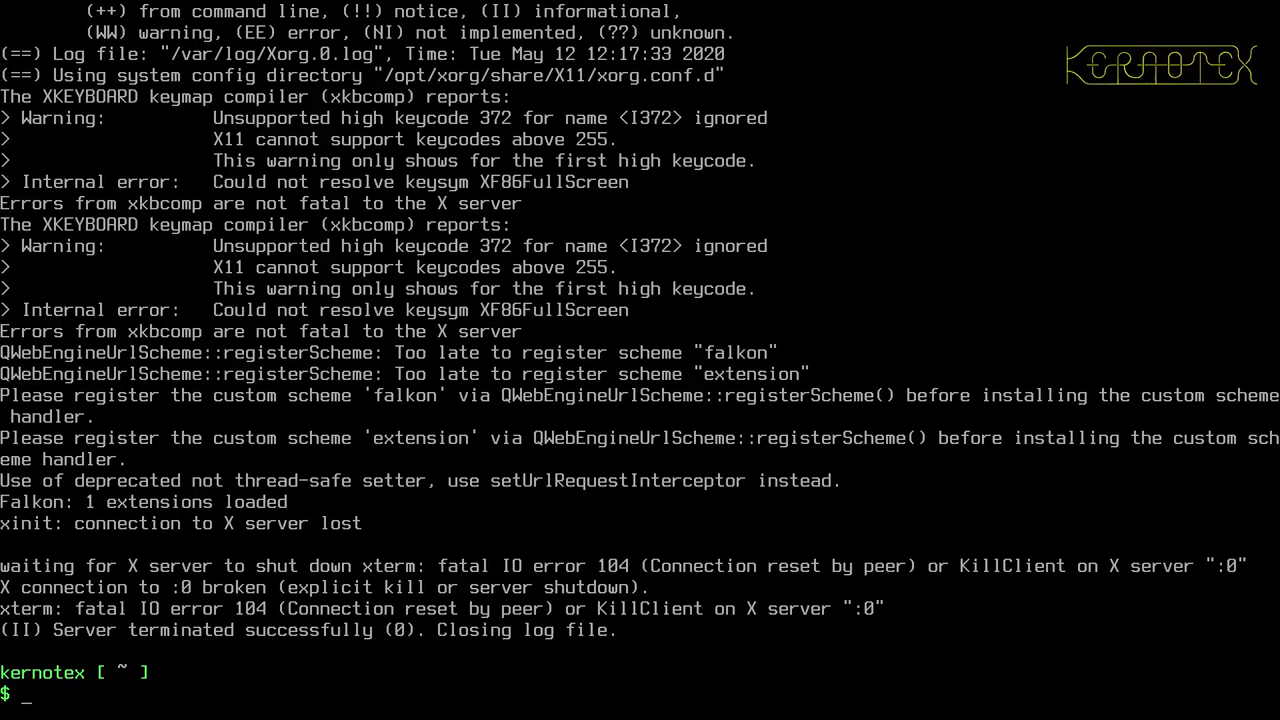 (++) from command line, (!!) notice, (II) informational,
(WW) warning, (EE) error, (NI) not implemented, (??) unknown.
(==) Log file: "/var/log/Xorg.0.log", Time: Tue May 12 12:17:33 2020
(==) Using system config directory "/opt/xorg/share/X11/xorg.conf.d"
KERNOTEX
The XKEYBOARD keymap compiler (xkbcomp) reports:
> Warning:          Unsupported high keycode 372 for name <I372> ignored
>                   X11 cannot support keycodes above 255.
>                   This warning only shows for the first high keycode.
> Internal error:   Could not resolve keysym XF86FullScreen
Errors from xkbcomp are not fatal to the X server
The XKEYBOARD keymap compiler (xkbcomp) reports:
> Warning:          Unsupported high keycode 372 for name <I372> ignored
>                   X11 cannot support keycodes above 255.
>                   This warning only shows for the first high keycode.
> Internal error:   Could not resolve keysym XF86FullScreen
Errors from xkbcomp are not fatal to the X server
QWebEngineUrlScheme::registerScheme: Too late to register scheme "falkon"
QWebEngineUrlScheme::registerScheme: Too late to register scheme "extension"
Please register the custom scheme 'falkon' via QWebEngineUrlScheme::registerScheme() before installing the custom scheme
 handler.
Please register the custom scheme 'extension' via QWebEngineUrlScheme::registerScheme() before installing the custom sch
eme handler.
Use of deprecated not thread-safe setter, use setUrlRequestInterceptor instead.
Falkon: 1 extensions loaded
xinit: connection to X server lost
waiting for X server to shut down xterm: fatal IO error 104 (Connection reset by peer) or KillClient on X server ":0"
X connection to :0 broken (explicit kill or server shutdown).
xterm: fatal IO error 104 (Connection reset by peer) or KillClient on X server ":0"
(II) Server terminated successfully (0). Closing log file.
kernotex [ ~ ]
$ _